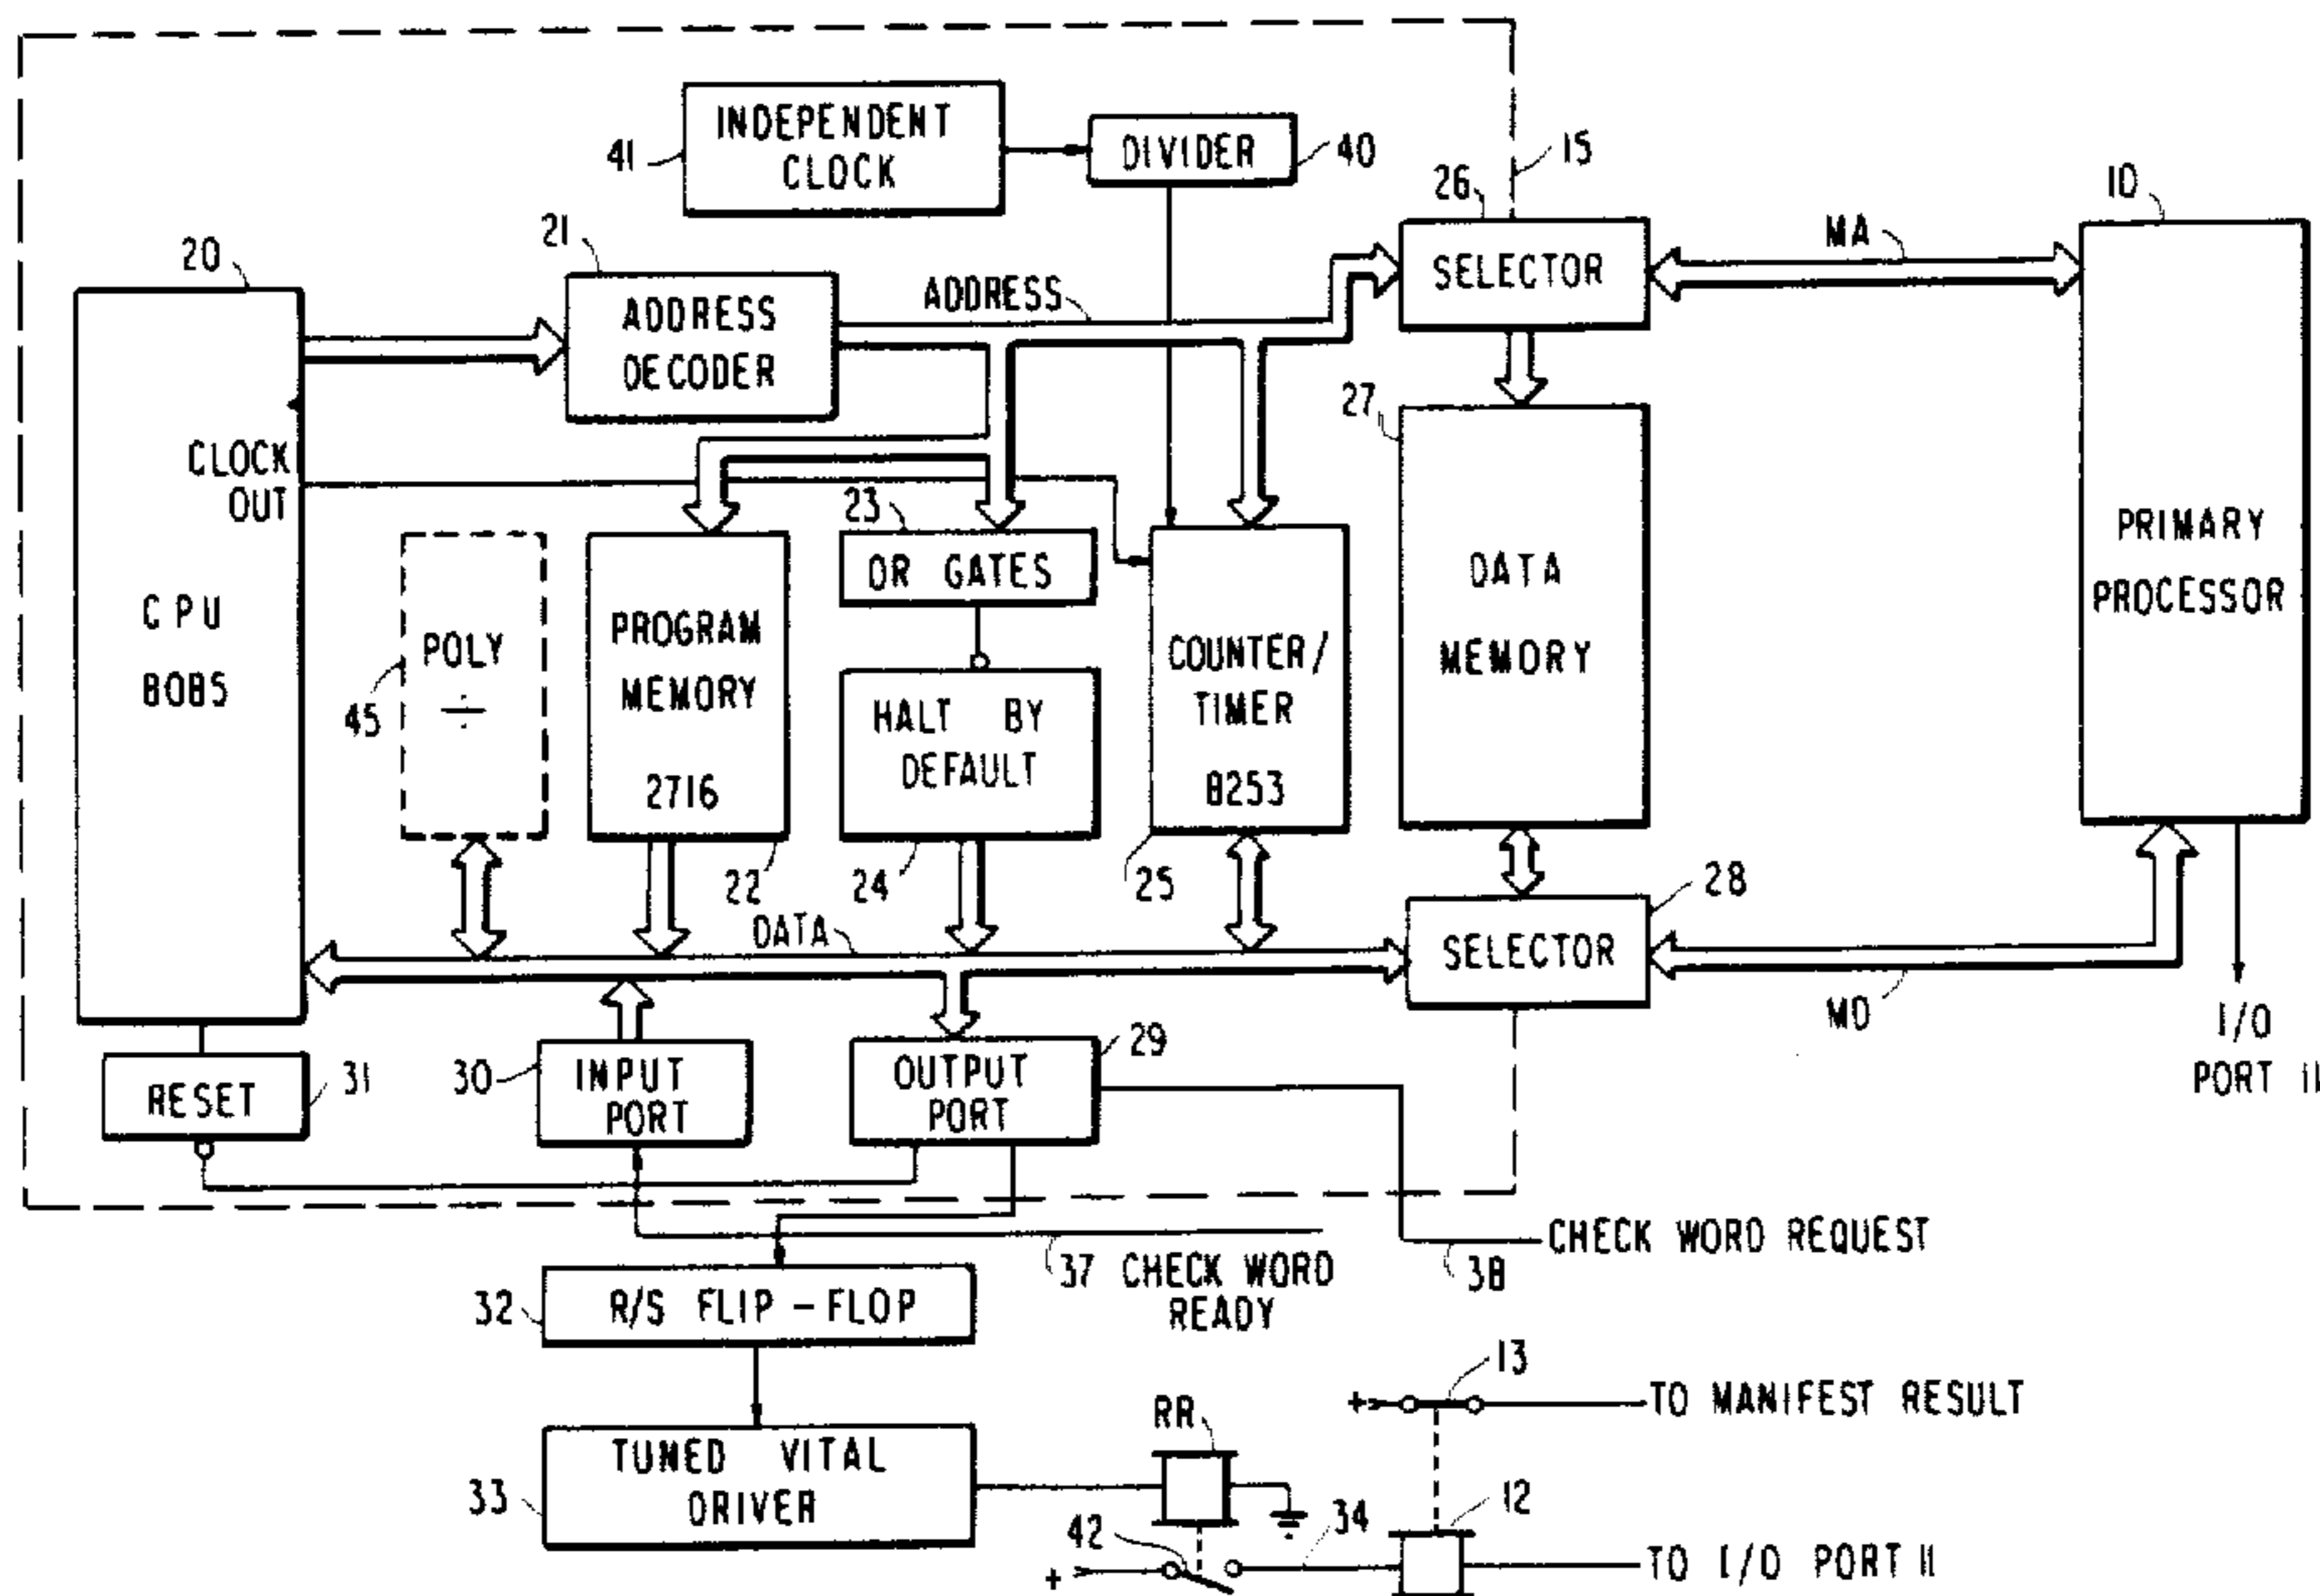 INDEPENDENT
CLOCK
41
DIVIDER
40
15
26
SELECTOR
MA
10
20
21
ADDRESS
DECODER
ADDRESS
27
CLOCK
OUT
CPU
8085
45
POLY
÷
PROGRAM
MEMORY
2716
22
23
OR GATES
HALT BY
DEFAULT
24
COUNTER/
TIMER
8253
25
DATA
MEMORY
PRIMARY
PROCESSOR
DATA
SELECTOR
28
MD
I/O
PORT 11
RESET
31
30
INPUT
PORT
OUTPUT
PORT
29
37 CHECK WORD
READY
CHECK WORD REQUEST
38
32
R/S FLIP-FLOP
33
TUNED VITAL
DRIVER
RR
+
13
TO MANIFEST RESULT
42
+
34
12
TO I/O PORT 11